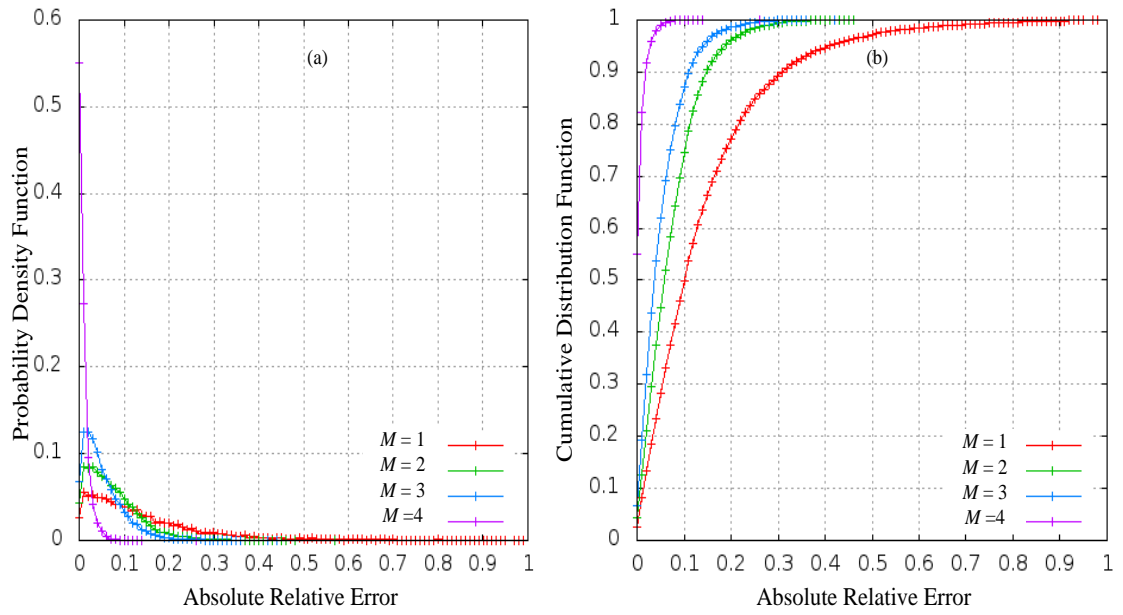 (a)
Probability Density Function
0.6
0.5
0.4
0.3
0.2
0.1
0
M = 1
M = 2
M = 3
M =4
0 0.1 0.2 0.3 0.4 0.5 0.6 0.7 0.8 0.9 1
Absolute Relative Error
(b)
Cumulative Distribution Function
1
0.9
0.8
0.7
0.6
0.5
0.4
0.3
0.2
0.1
0
M = 1
M = 2
M = 3
M =4
0 0.1 0.2 0.3 0.4 0.5 0.6 0.7 0.8 0.9 1
Absolute Relative Error